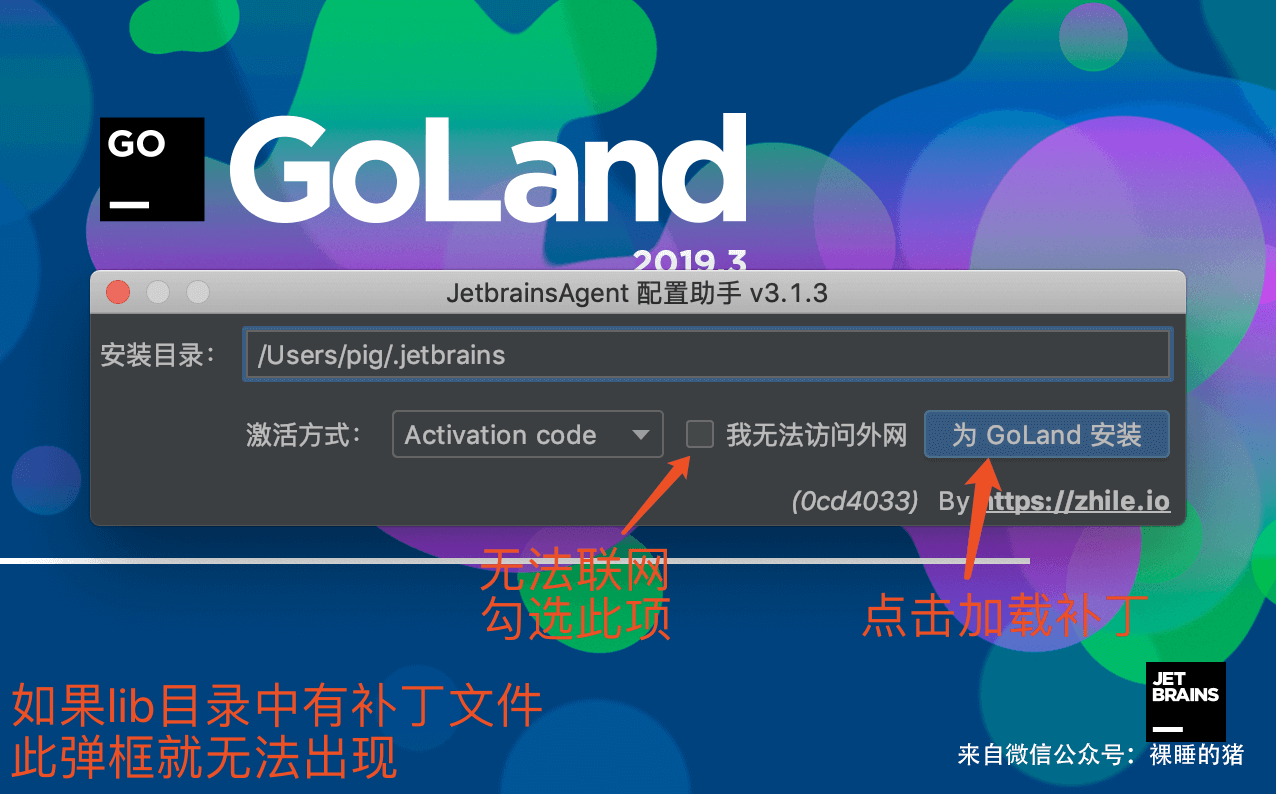 GO
GoLand
2019.3
JetbrainsAgent 配置助手 v3.1.3
安装目录： /Users/pig/.jetbrains
激活方式： Activation code 我无法访问外网 为 GoLand 安装
(0cd4033) By https://zhile.io
无法联网
勾选此项
点击加载补丁
如果lib目录中有补丁文件
此弹框就无法出现
JET
BRAINS
来自微信公众号：裸睡的猪